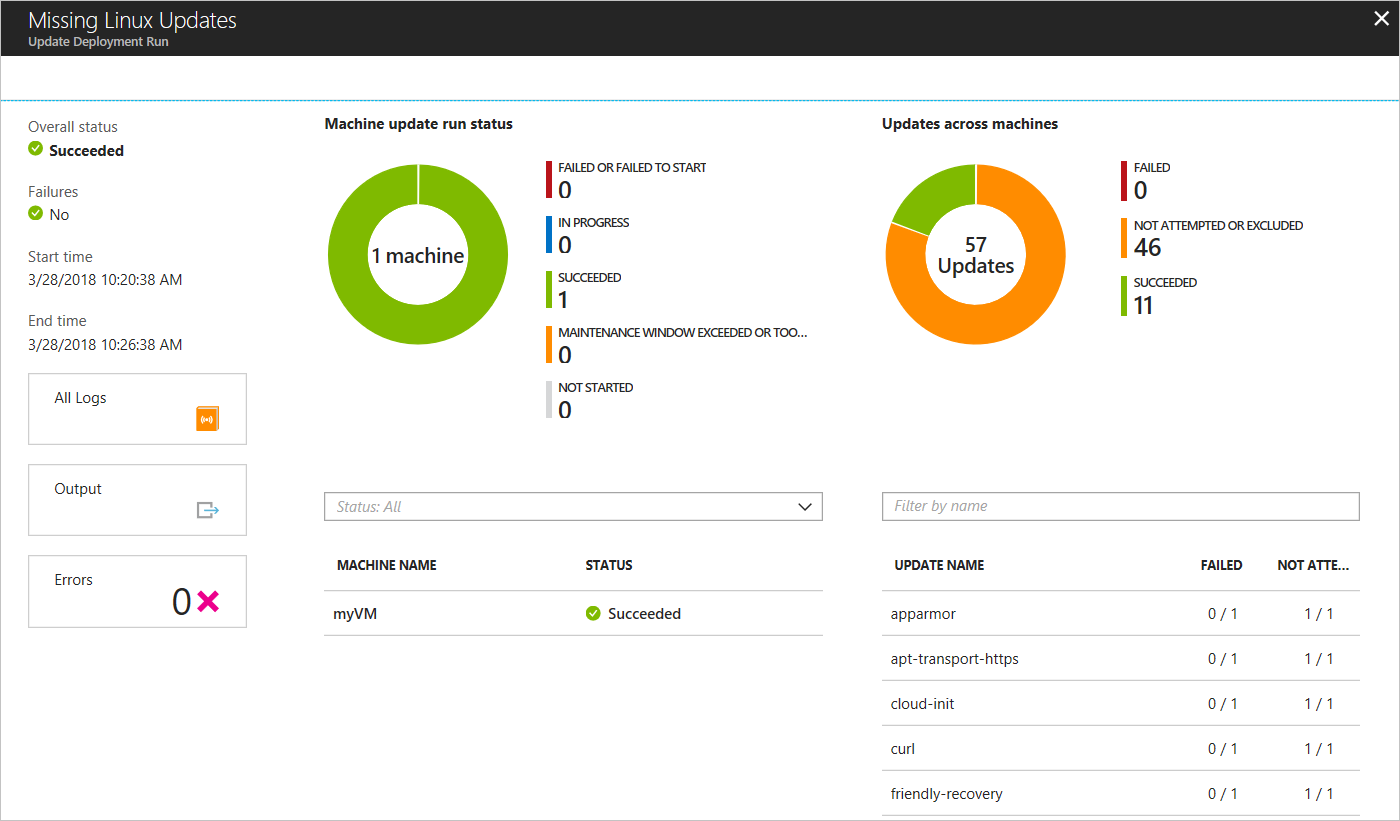 Missing Linux Updates
Update Deployment Run
Overall status
Succeeded
Failures
No
Start time
3/28/2018 10:20:38 AM
End time
3/28/2018 10:26:38 AM
All Logs
Output
Errors
0
Machine update run status
1 machine
FAILED OR FAILED TO START
0
IN PROGRESS
0
SUCCEEDED
1
MAINTENANCE WINDOW EXCEEDED OR TOO...
0
NOT STARTED
0
Status: All
MACHINE NAME STATUS
myVM Succeeded
Updates across machines
57
Updates
FAILED
0
NOT ATTEMPTED OR EXCLUDED
46
SUCCEEDED
11
Filter by name
UPDATE NAME FAILED NOT ATTE...
apparmor 0 / 1 1 / 1
apt-transport-https 0 / 1 1 / 1
cloud-init 0 / 1 1 / 1
curl 0 / 1 1 / 1
friendly-recovery 0 / 1 1 / 1